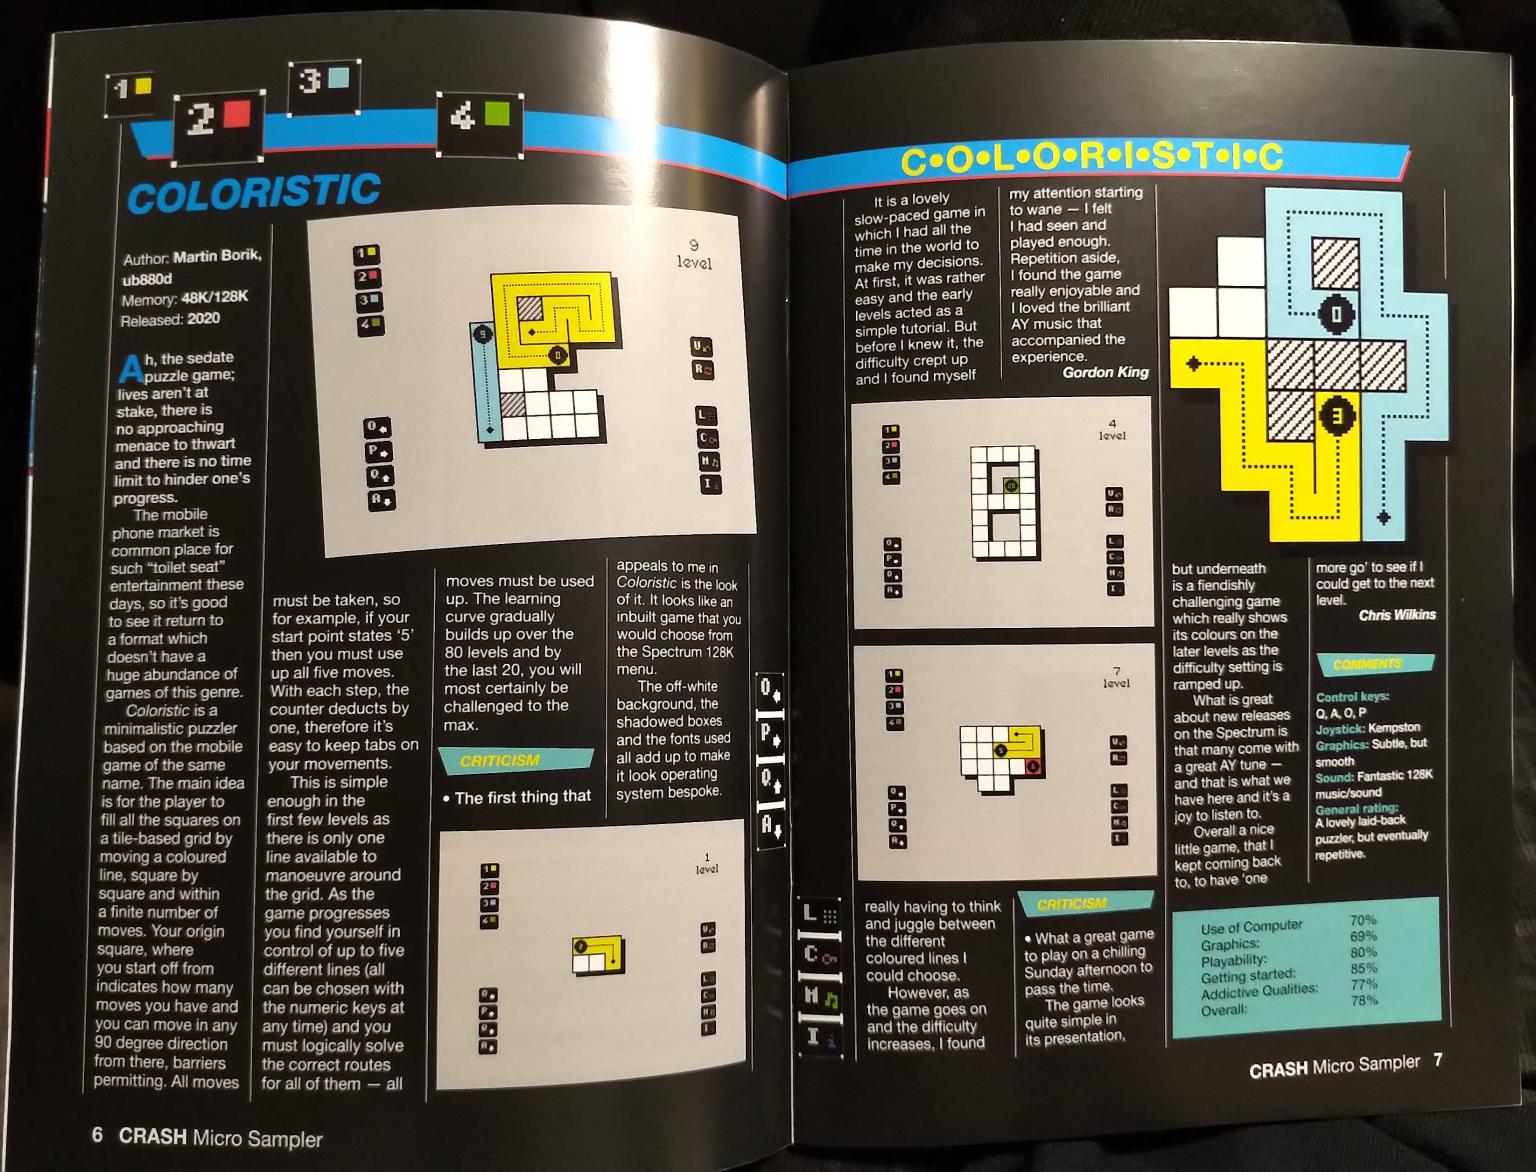 1
2
3
4
COLORISTIC
Author: Martin Borik,
ub880d
Memory: 48K/128K
Released: 2020
Ah, the sedate
puzzle game;
lives aren't at
stake, there is
no approaching
menace to thwart
and there is no time
limit to hinder one's
progress.
The mobile
phone market is
common place for
such "toilet seat"
entertainment these
days, so it's good
to see it return to
a format which
doesn't have a
huge abundance of
games of this genre.
Coloristic is a
minimalistic puzzler
based on the mobile
game of the same
name. The main idea
is for the player to
fill all the squares on
a tile-based grid by
moving a coloured
line, square by
square and within
a finite number of
moves. Your origin
square, where
you start off from
indicates how many
moves you have and
you can move in any
90 degree direction
from there, barriers
permitting. All moves
1
2
3
4
O
P
Q
A
9
level
9
0
U
R
L
C
M
I
must be taken, so
for example, if your
start point states '5'
then you must use
up all five moves.
With each step, the
counter deducts by
one, therefore it's
easy to keep tabs on
your movements.
This is simple
enough in the
first few levels as
there is only one
line available to
manoeuvre around
the grid. As the
game progresses
you find yourself in
control of up to five
different lines (all
can be chosen with
the numeric keys at
any time) and you
must logically solve
the correct routes
for all of them — all
moves must be used
up. The learning
curve gradually
builds up over the
80 levels and by
the last 20, you will
most certainly be
challenged to the
max.
CRITICISM
• The first thing that
appeals to me in
Coloristic is the look
of it. It looks like an
inbuilt game that you
would choose from
the Spectrum 128K
menu.
The off-white
background, the
shadowed boxes
and the fonts used
all add up to make
it look operating
system bespoke.
1
2
3
4
O
P
Q
A
1
level
2
U
R
L
C
M
I
O
P
Q
A
6 CRASH Micro Sampler
C•O•L•O•R•I•S•T•I•C
It is a lovely
slow-paced game in
which I had all the
time in the world to
make my decisions.
At first, it was rather
easy and the early
levels acted as a
simple tutorial. But
before I knew it, the
difficulty crept up
and I found myself
my attention starting
to wane — I felt
I had seen and
played enough.
Repetition aside,
I found the game
really enjoyable and
I loved the brilliant
AY music that
accompanied the
experience.
Gordon King
1
2
3
4
O
P
Q
A
4
level
20
U
R
L
C
M
I
1
2
3
4
O
P
Q
A
7
level
5
U
R
L
C
M
I
L
C
M
I
really having to think
and juggle between
the different
coloured lines I
could choose.
However, as
the game goes on
and the difficulty
increases, I found
CRITICISM
• What a great game
to play on a chilling
Sunday afternoon to
pass the time.
The game looks
quite simple in
its presentation,
0
3
but underneath
is a fiendishly
challenging game
which really shows
its colours on the
later levels as the
difficulty setting is
ramped up.
What is great
about new releases
on the Spectrum is
that many come with
a great AY tune —
and that is what we
have here and it's a
joy to listen to.
Overall a nice
little game, that I
kept coming back
to, to have 'one
more go' to see if I
could get to the next
level.
Chris Wilkins
COMMENTS
Control keys:
Q, A, O, P
Joystick: Kempston
Graphics: Subtle, but
smooth
Sound: Fantastic 128K
music/sound
General rating:
A lovely laid-back
puzzler, but eventually
repetitive.
Use of Computer 70%
Graphics: 69%
Playability: 80%
Getting started: 85%
Addictive Qualities: 77%
Overall: 78%
CRASH Micro Sampler 7